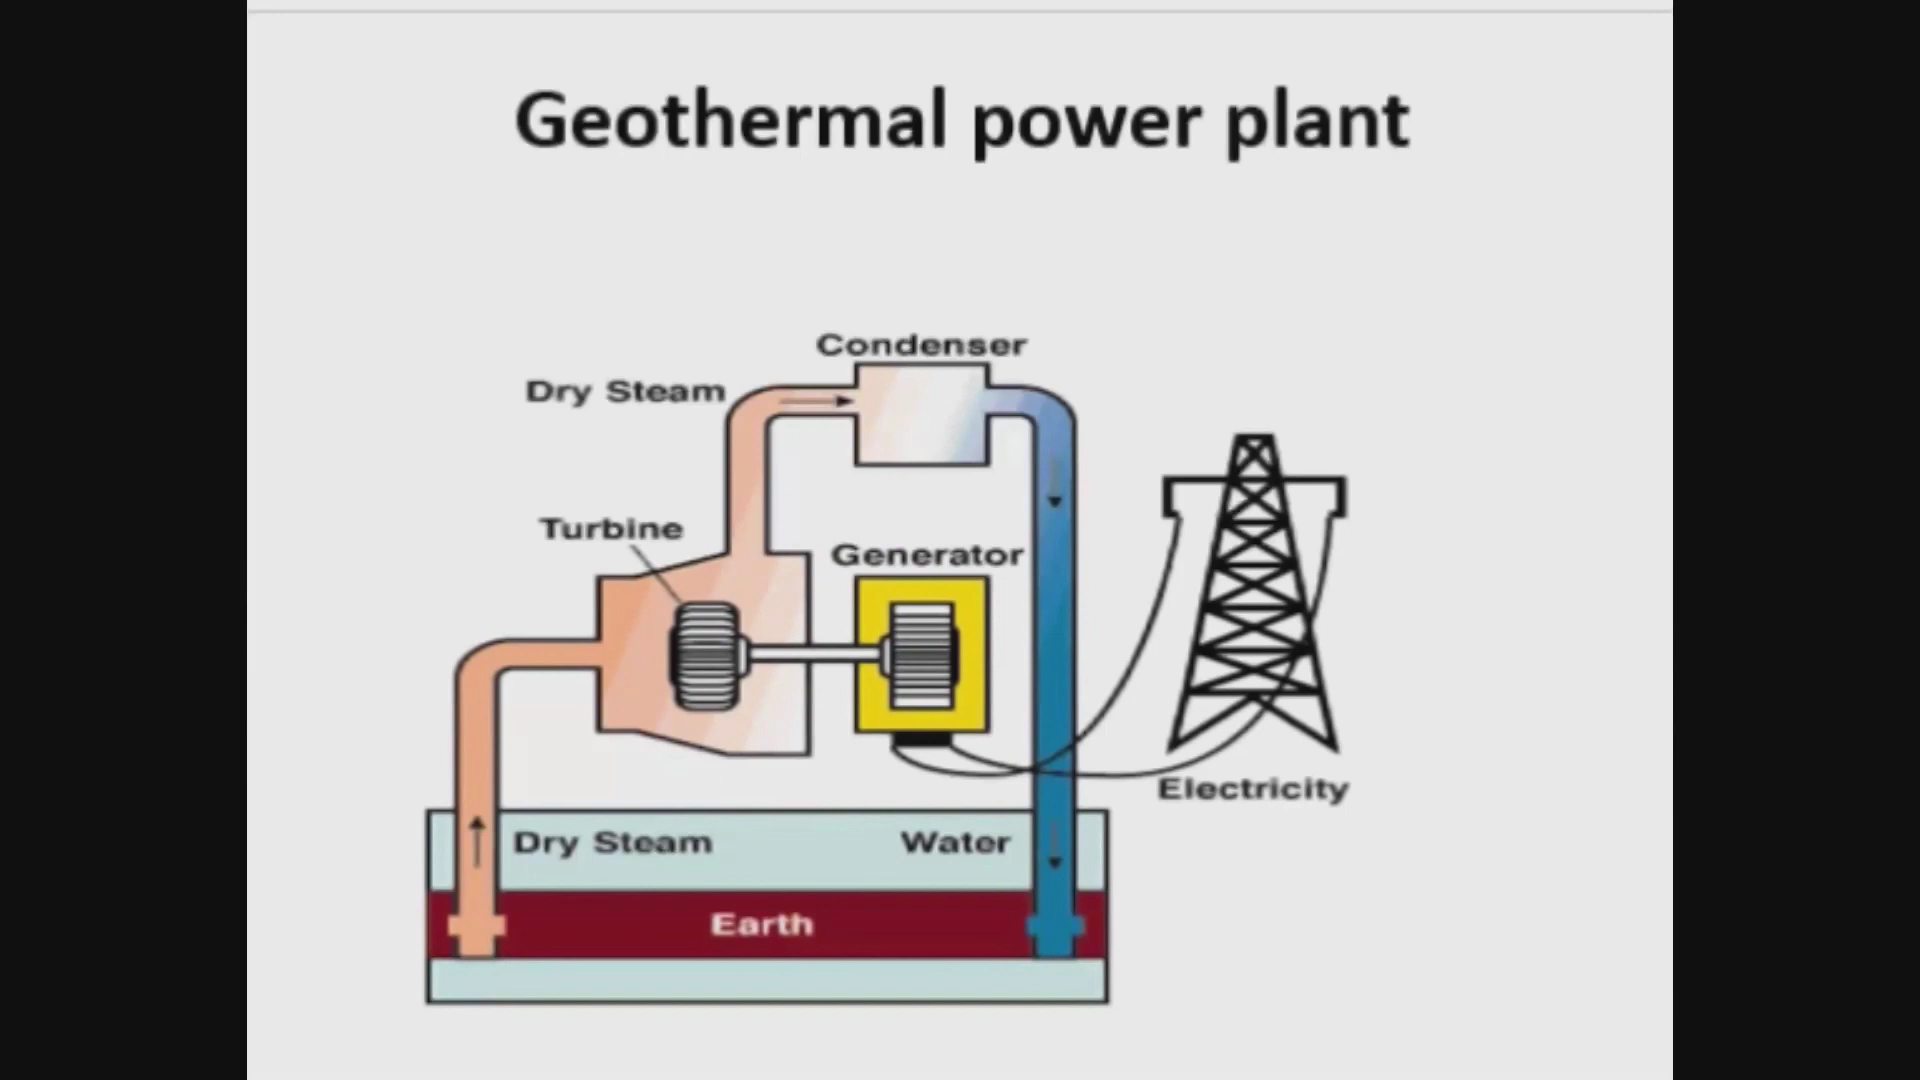 Geothermal power plant
Condenser
Dry Steam
Turbine
Generator
Electricity
Dry Steam
Water
Earth